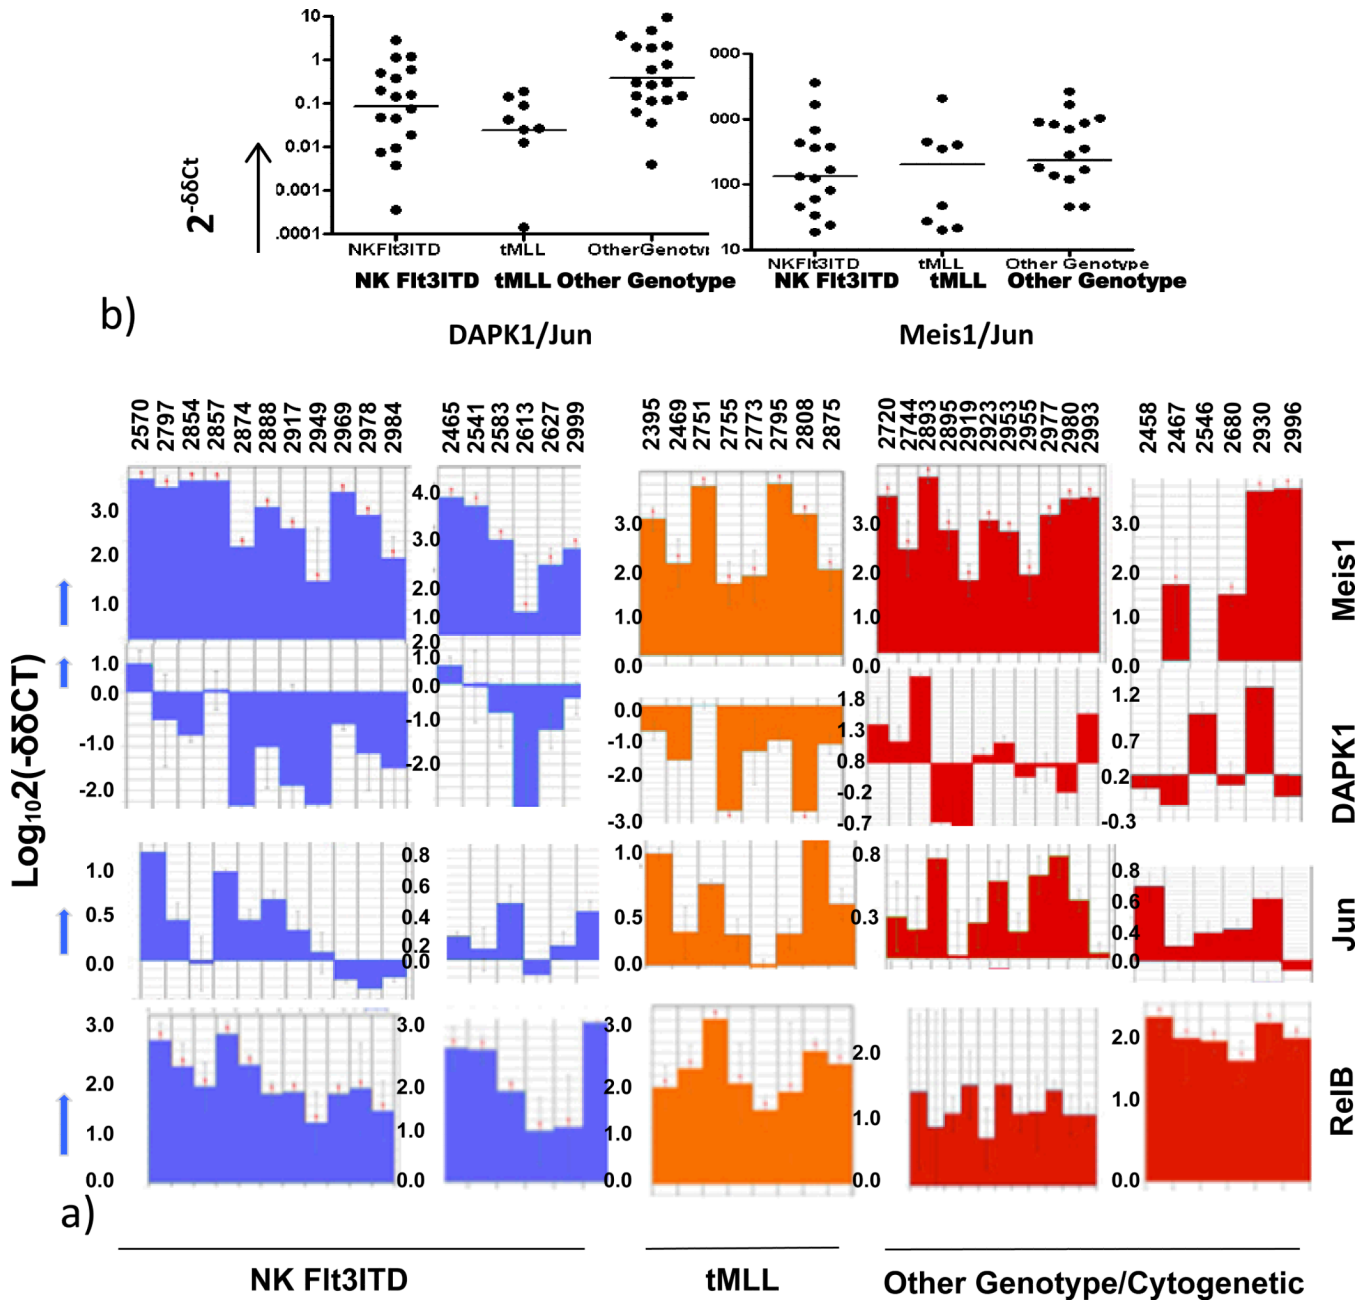 10
1
0.1
0.01
0.001
.0001
2^-δδCt
NKFlt3ITD tMLL OtherGenotyp
NK Flt3ITD tMLL Other Genotype
DAPK1/Jun
000
000
100
10
NKFlt3ITD tMLL Other Genotype
NK Flt3ITD tMLL Other Genotype
Meis1/Jun
b)
2570 2797 2854 2857 2874 2888 2917 2949 2969 2978 2984
2465 2541 2583 2613 2627 2999
2395 2469 2751 2755 2773 2795 2808 2875
2720 2744 2893 2895 2919 2923 2953 2955 2977 2980 2993
2458 2467 2546 2680 2930 2996
3.0 2.0 1.0
4.0 3.0 2.0 1.0
3.0 2.0 1.0 0.0
3.0 2.0 1.0 0.0
3.0 2.0 1.0 0.0
Meis1
1.0 0.0 -1.0 -2.0
2.0 1.0 0.0 -1.0 -2.0
0.0 -1.0 -2.0 -3.0
1.8 1.3 0.8 -0.2 -0.7
1.2 0.7 0.2 -0.3
DAPK1
Log₁₀2(-δδCT)
1.0 0.5 0.0
0.8 0.6 0.4 0.2 0.0
1.0 0.5 0.0
0.8 0.3
0.8 0.6 0.4 0.0
Jun
3.0 2.0 1.0 0.0
3.0 2.0 1.0 0.0
3.0 2.0 1.0 0.0
2.0 1.0 0.0
2.0 1.0 0.0
RelB
a)
NK Flt3ITD
tMLL
Other Genotype/Cytogenetic